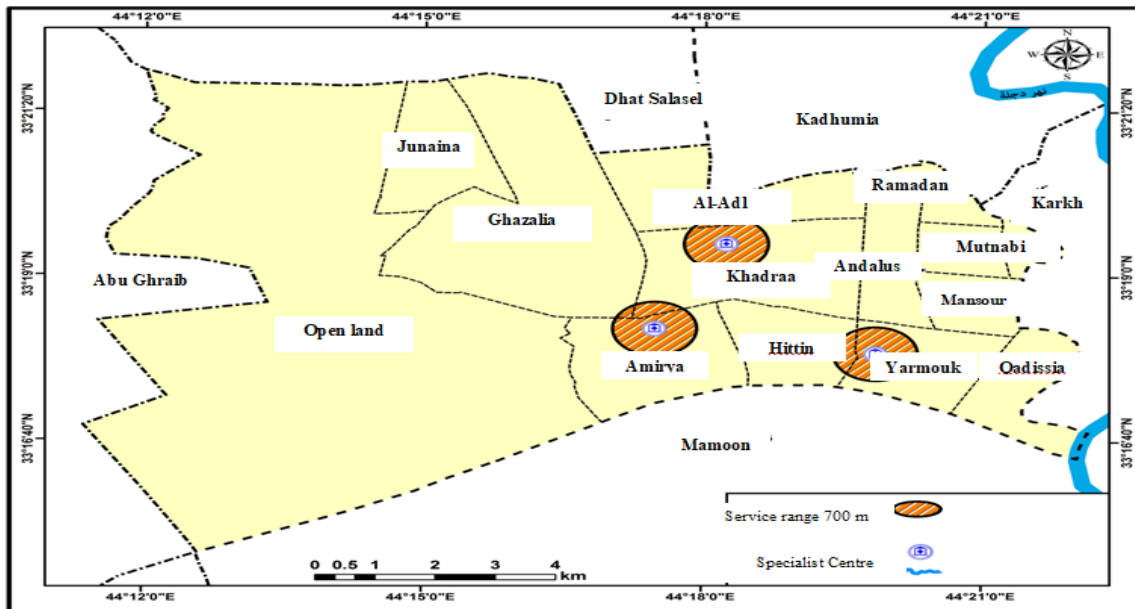 44°12'0"E 44°15'0"E 44°18'0"E 44°21'0"E
N
W E
S
33°21'20"N 33°21'20"N
Dhat Salasel
نهر دجلة
Kadhumia
Junaina
Ramadan
Al-Adl
Karkh
Ghazalia
Mutnabi
33°19'0"N 33°19'0"N
Abu Ghraib
Khadraa
Andalus
Mansour
Open land
Hittin
Amirya
Yarmouk
Qadissia
33°16'40"N 33°16'40"N
Mamoon
Service range 700 m
Specialist Centre
0 0.5 1 2 3 4
km
44°12'0"E 44°15'0"E 44°18'0"E 44°21'0"E